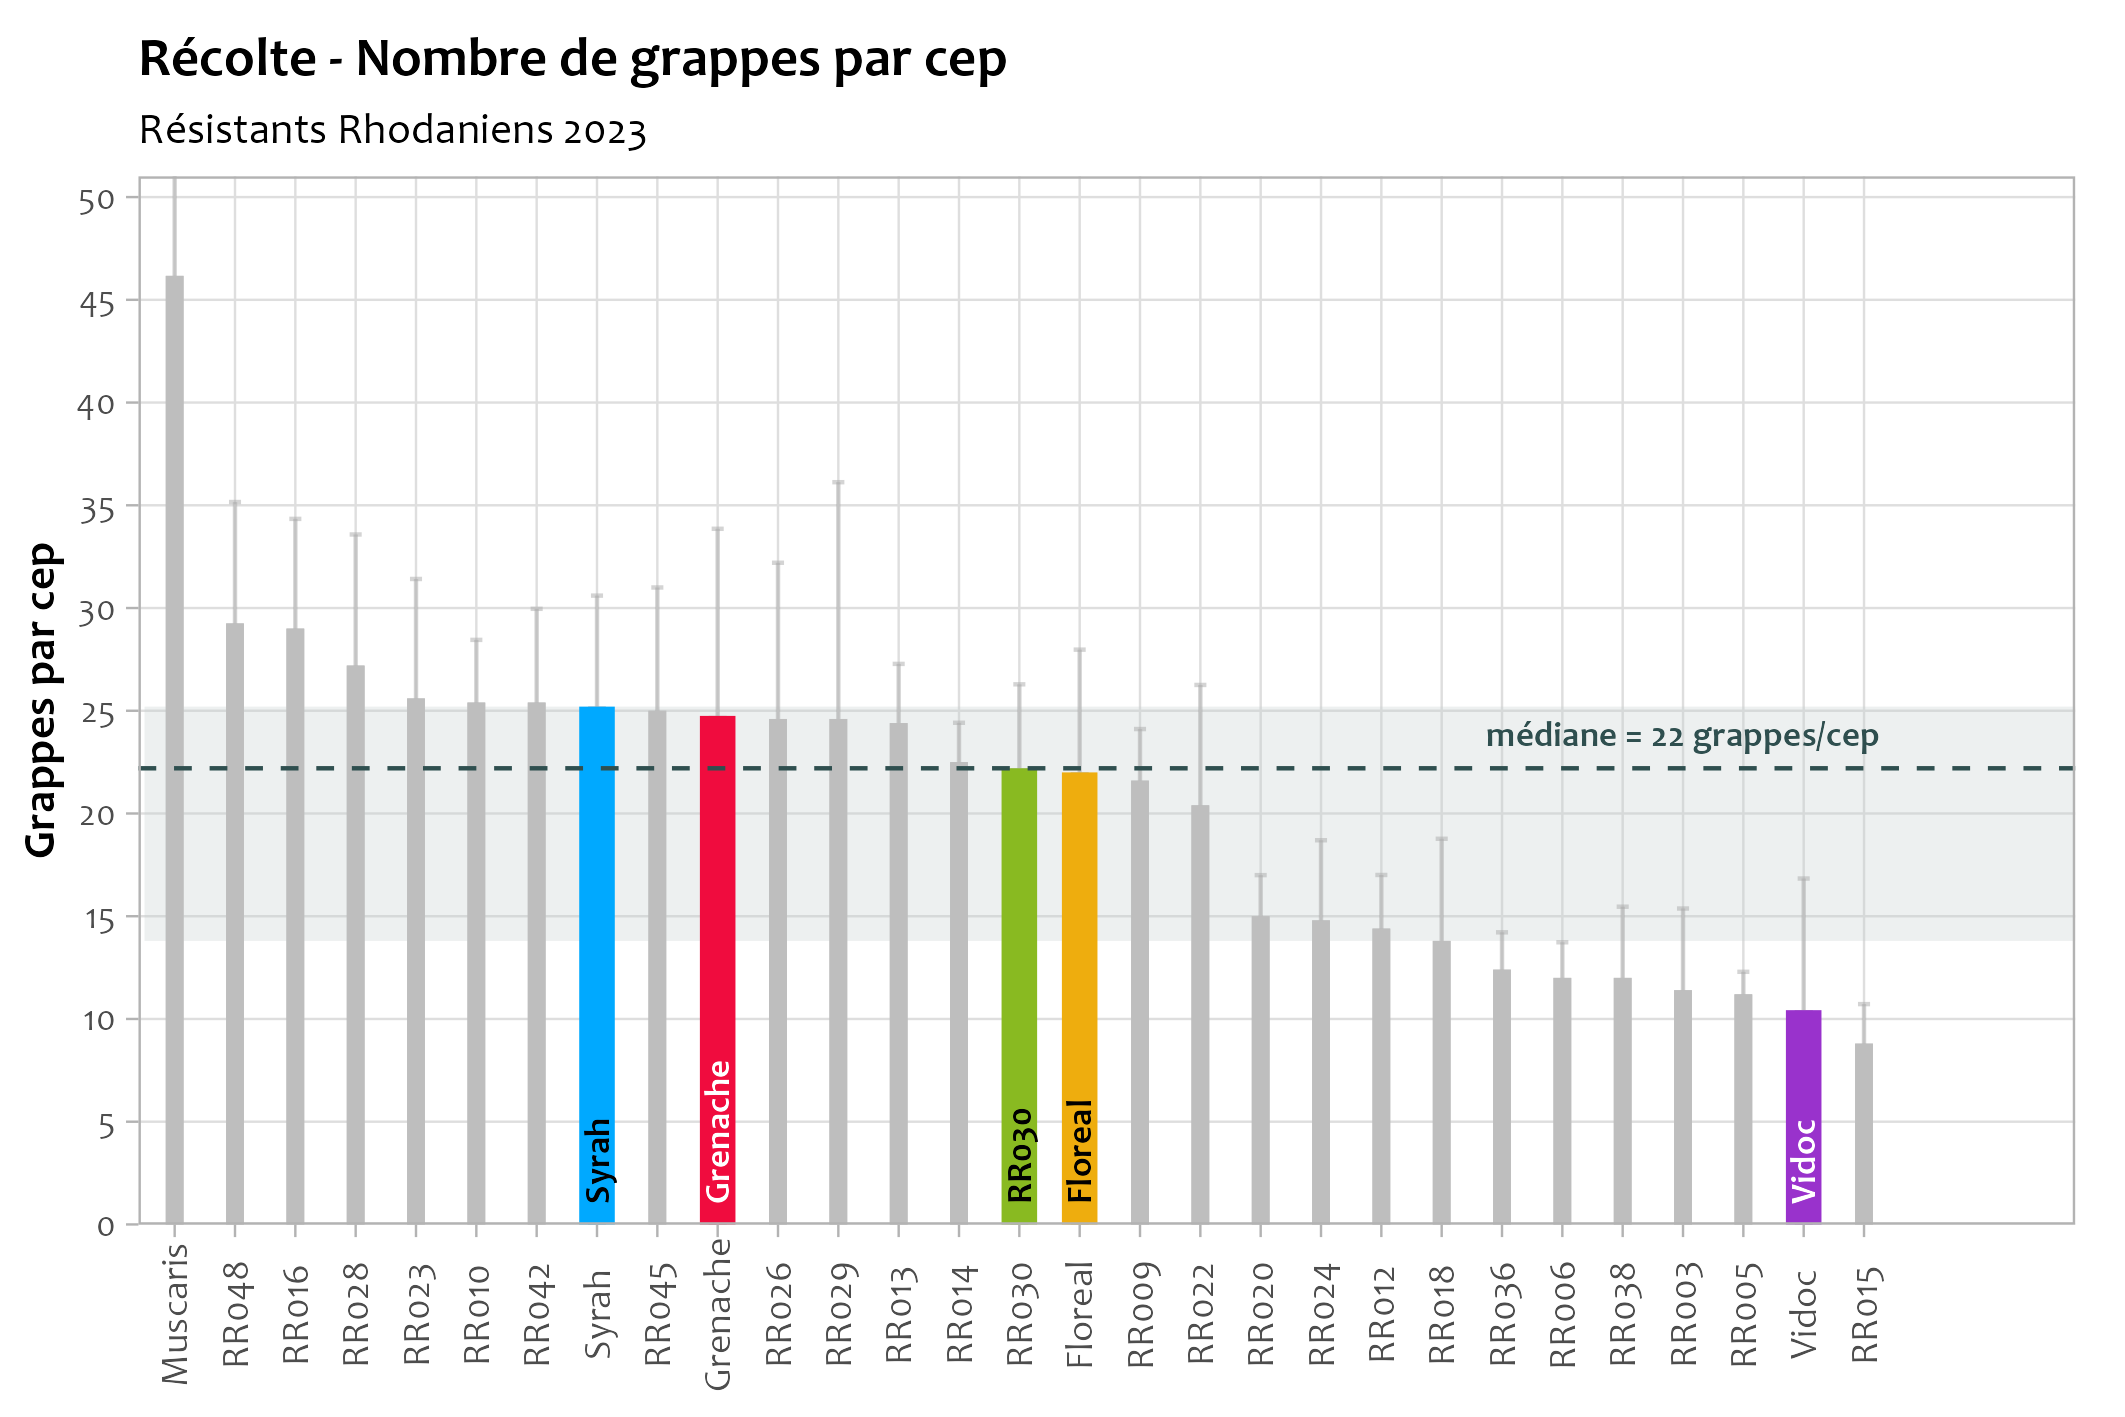 Récolte - Nombre de grappes par cep
Résistants Rhodaniens 2023
Grappes par cep
50
45
40
35
30
25
20
15
10
5
0
médiane = 22 grappes/cep
Syrah
Grenache
RR030
Floreal
Vidoc
Muscaris
RR048
RR016
RR028
RR023
RR010
RR042
Syrah
RR045
Grenache
RR026
RR029
RR013
RR014
RR030
Floreal
RR009
RR022
RR020
RR024
RR012
RR018
RR036
RR006
RR038
RR003
RR005
Vidoc
RR015